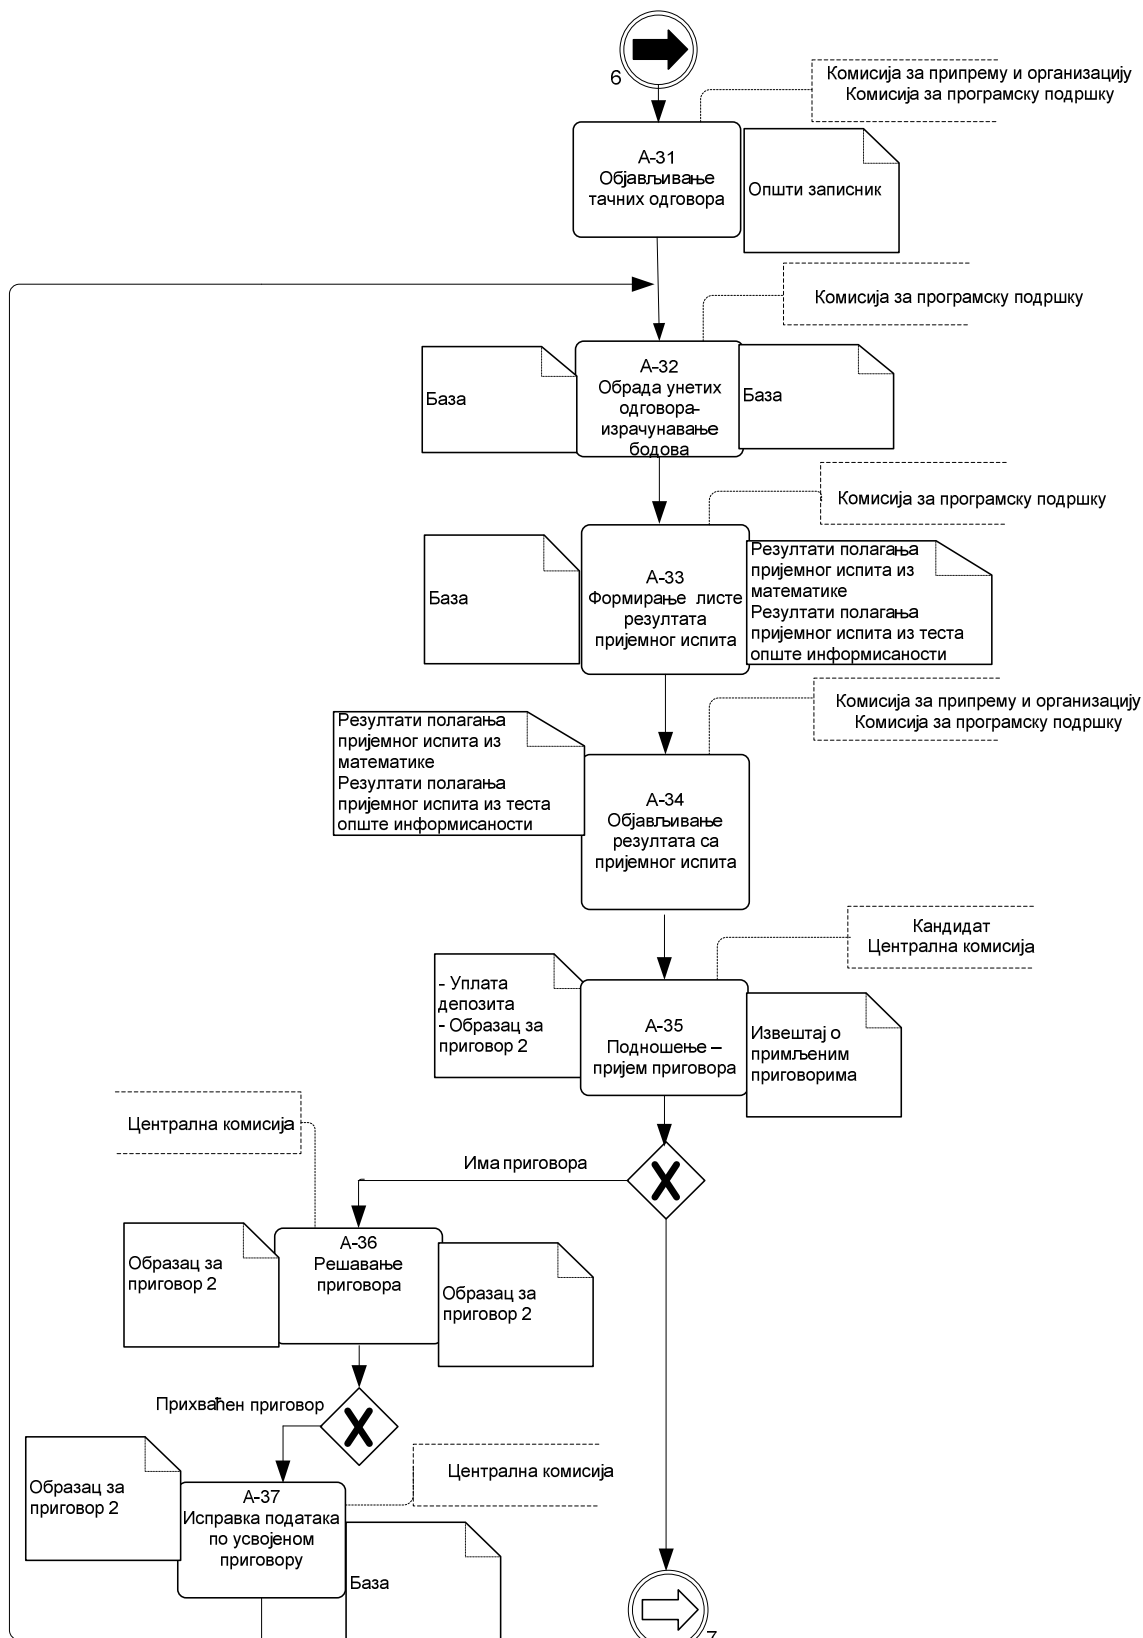 6
Комисија за припрему и организацију
Комисија за програмску подршку
А-31
Објављивање
тачних одговора
Општи записник
Комисија за програмску подршку
База
А-32
Обрада унетих
одговора-
израчунавање
бодова
База
Комисија за програмску подршку
База
А-33
Формирање листе
резултата
пријемног испита
Резултати полагања
пријемног испита из
математике
Резултати полагања
пријемног испита из теста
опште информисаности
Комисија за припрему и организацију
Комисија за програмску подршку
Резултати полагања
пријемног испита из
математике
Резултати полагања
пријемног испита из теста
опште информисаности
А-34
Објављивање
резултата са
пријемног испита
Кандидат
Централна комисија
- Уплата
депозита
- Образац за
приговор 2
А-35
Подношење –
пријем приговора
Извештај о
примљеним
приговорима
Централна комисија
Има приговора
Образац за
приговор 2
А-36
Решавање
приговора
Образац за
приговор 2
Прихваћен приговор
Централна комисија
Образац за
приговор 2
А-37
Исправка података
по усвојеном
приговору
База
7